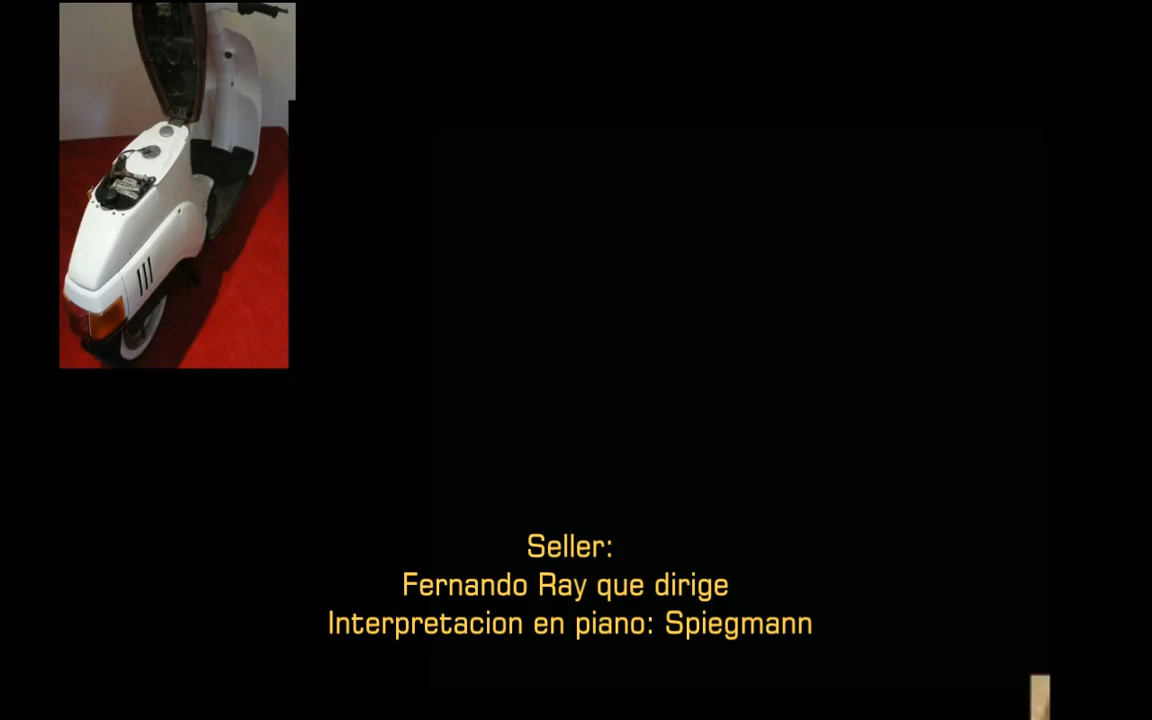 Seller:
Fernando Ray que dirige
Interpretacion en piano: Spiegmann